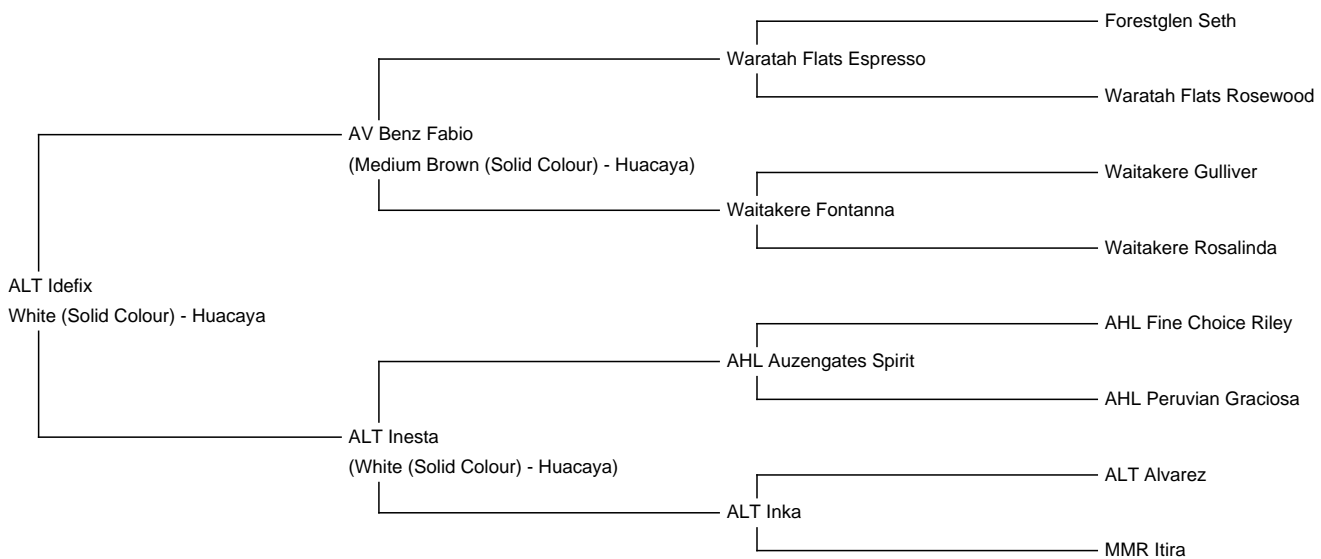 Forestglen Seth
Waratah Flats Espresso
Waratah Flats Rosewood
AV Benz Fabio
(Medium Brown (Solid Colour) - Huacaya)
Waitakere Gulliver
Waitakere Fontanna
Waitakere Rosalinda
ALT Idefix
White (Solid Colour) - Huacaya
AHL Fine Choice Riley
AHL Auzengates Spirit
AHL Peruvian Graciosa
ALT Inesta
(White (Solid Colour) - Huacaya)
ALT Alvarez
ALT Inka
MMR Itira